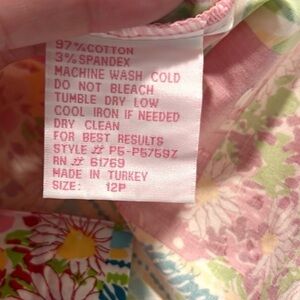 97%COTTON
3%SPANDEX
MACHINE WASH COLD
DO NOT BLEACH
TUMBLE DRY LOW
COOL IRON IF NEEDED
DRY CLEAN
FOR BEST RESULTS
STYLE # P5-P5759Z
RN # 61769
MADE IN TURKEY
SIZE: 12P